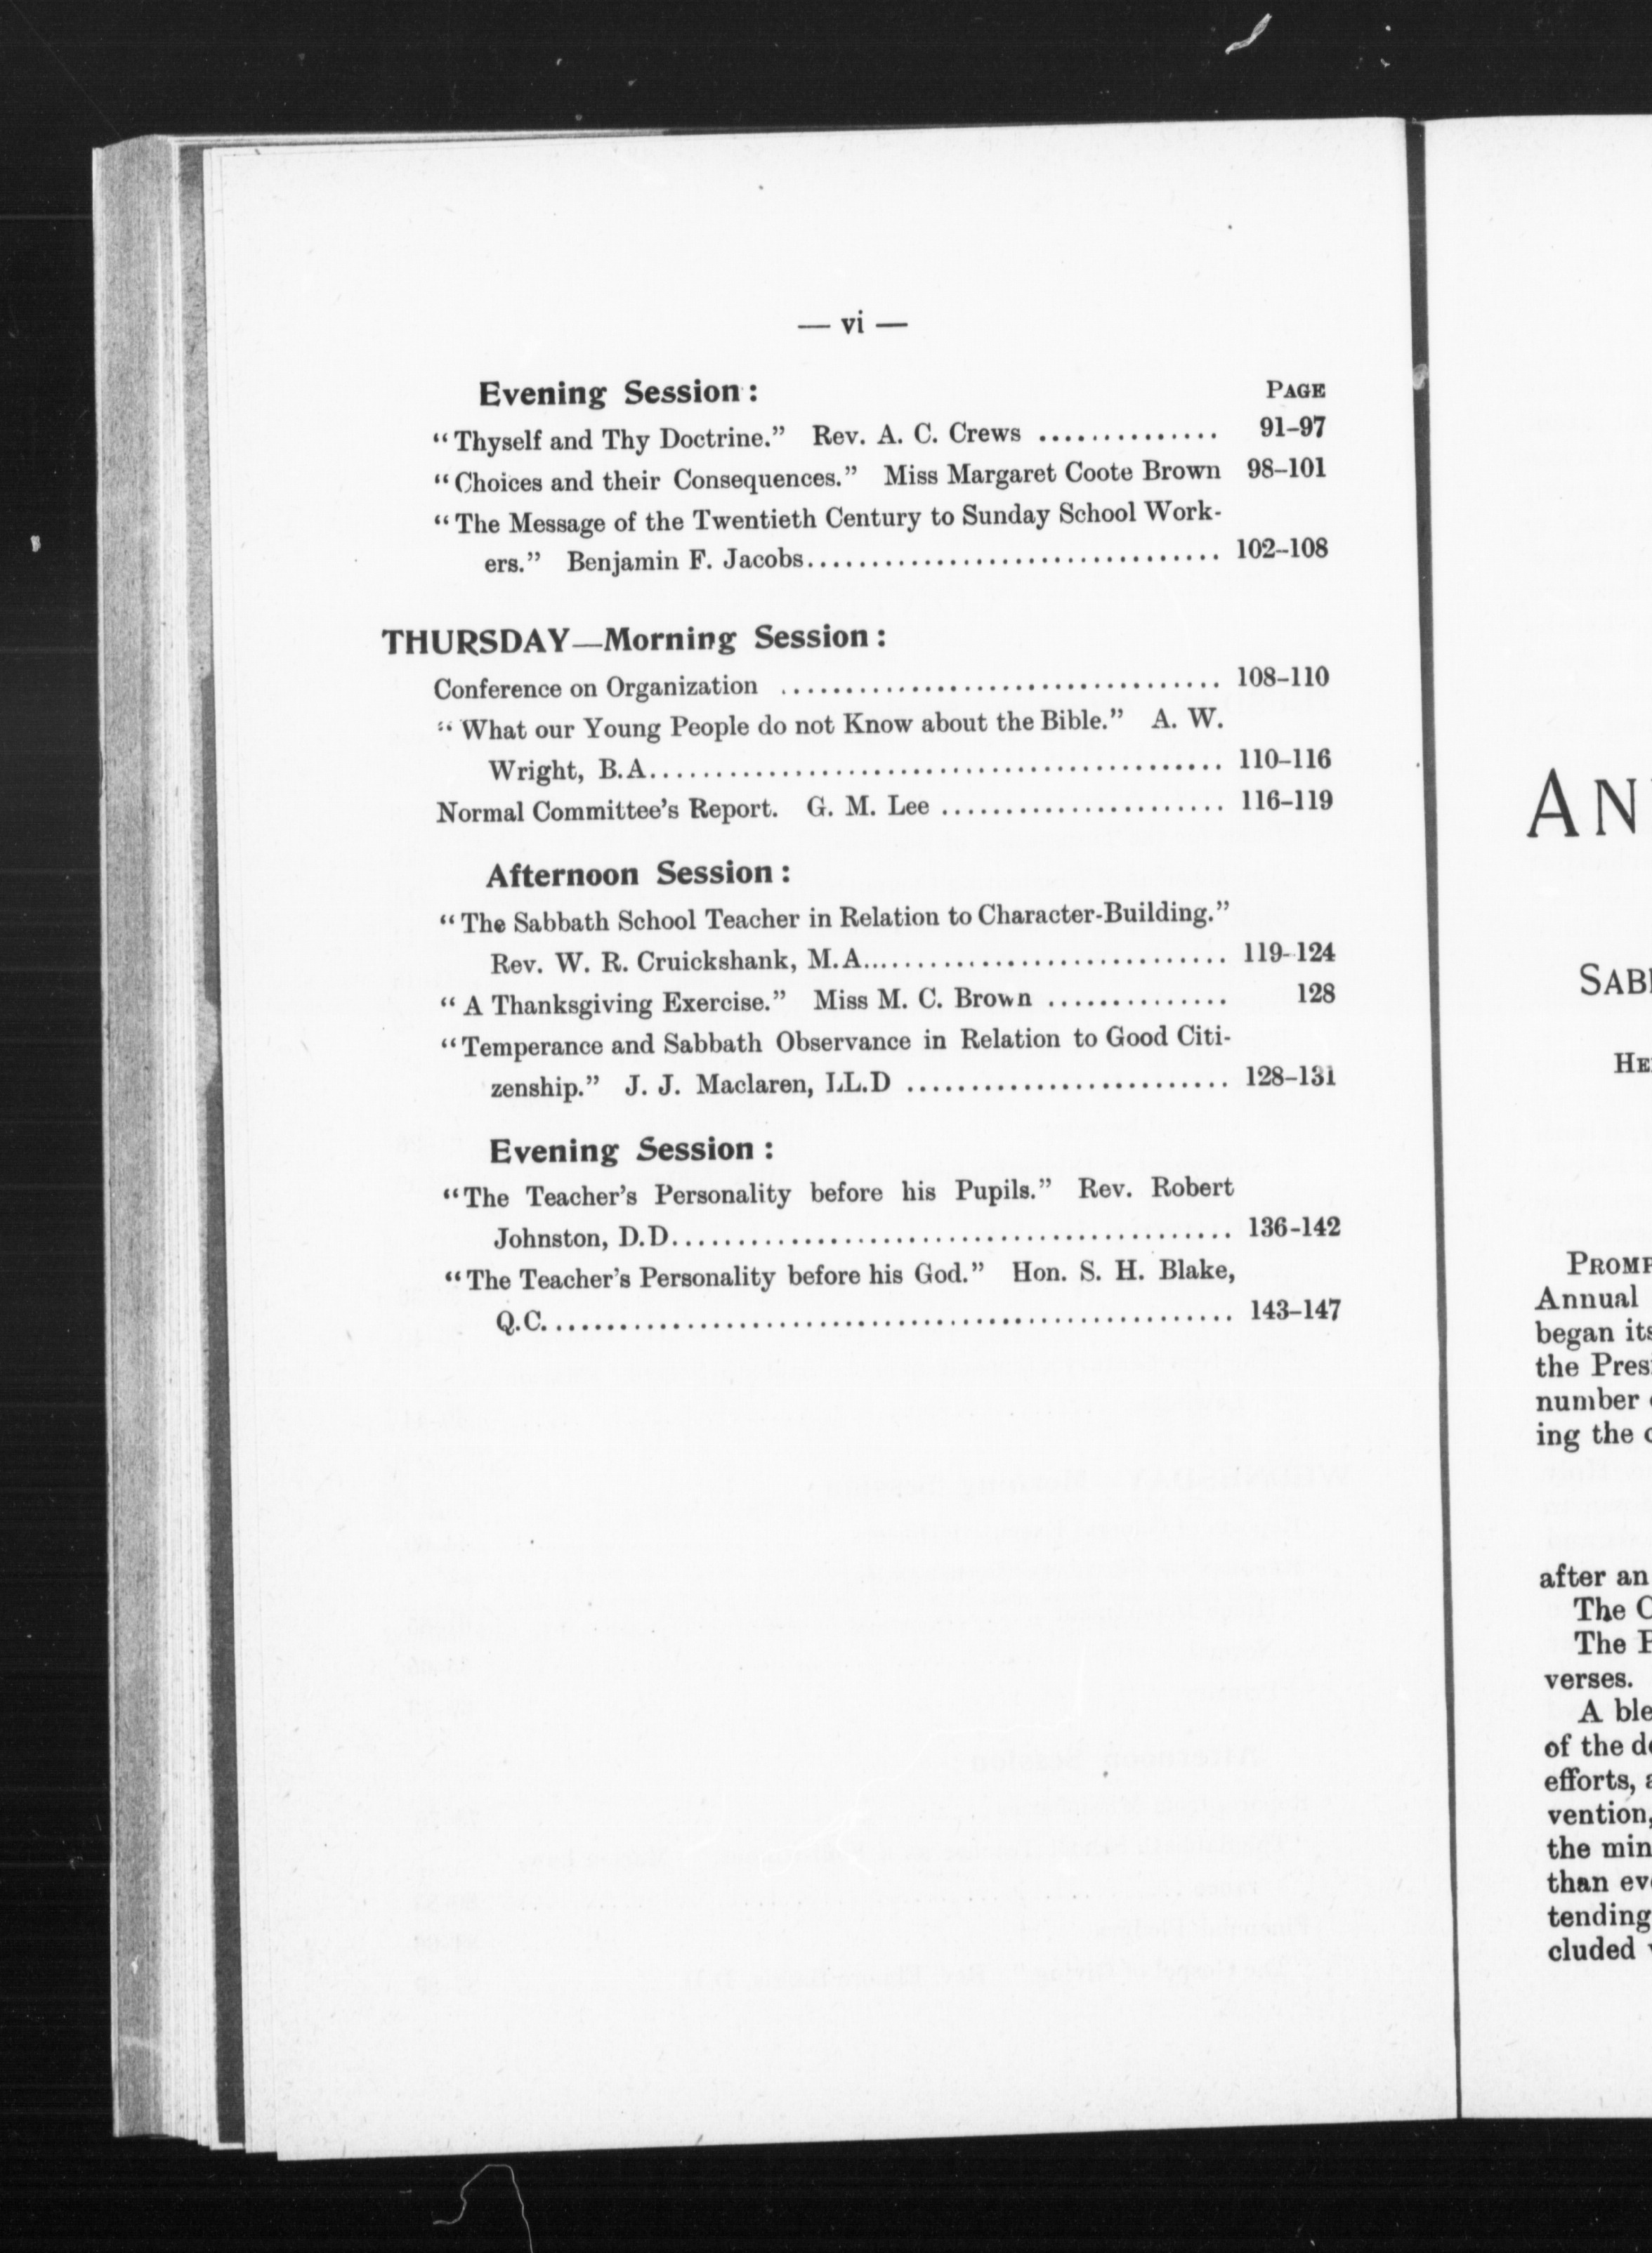 — vi —
Evening Session: PAGE
“Thyself and Thy Doctrine.” Rev. A. C. Crews .............. 91–97
“Choices and their Consequences.” Miss Margaret Coote Brown 98–101
“The Message of the Twentieth Century to Sunday School Work-
ers.” Benjamin F. Jacobs................................ 102–108
THURSDAY—Morning Session:
Conference on Organization .................................. 108–110
“What our Young People do not Know about the Bible.” A. W.
Wright, B.A............................................. 110–116
Normal Committee’s Report. G. M. Lee ...................... 116–119
Afternoon Session:
“The Sabbath School Teacher in Relation to Character-Building.”
Rev. W. R. Cruickshank, M.A............................ 119–124
“A Thanksgiving Exercise.” Miss M. C. Brown .............. 128
“Temperance and Sabbath Observance in Relation to Good Citi-
zenship.” J. J. Maclaren, LL.D ......................... 128–131
Evening Session:
“The Teacher’s Personality before his Pupils.” Rev. Robert
Johnston, D.D........................................... 136–142
“The Teacher’s Personality before his God.” Hon. S. H. Blake,
Q.C..................................................... 143–147
AN
SAB
HE
PROMP
Annual
began its
the Pres
number
ing the
after an
The C
The P
verses.
A ble
of the d
efforts, a
vention,
the min
than ev
tending
cluded